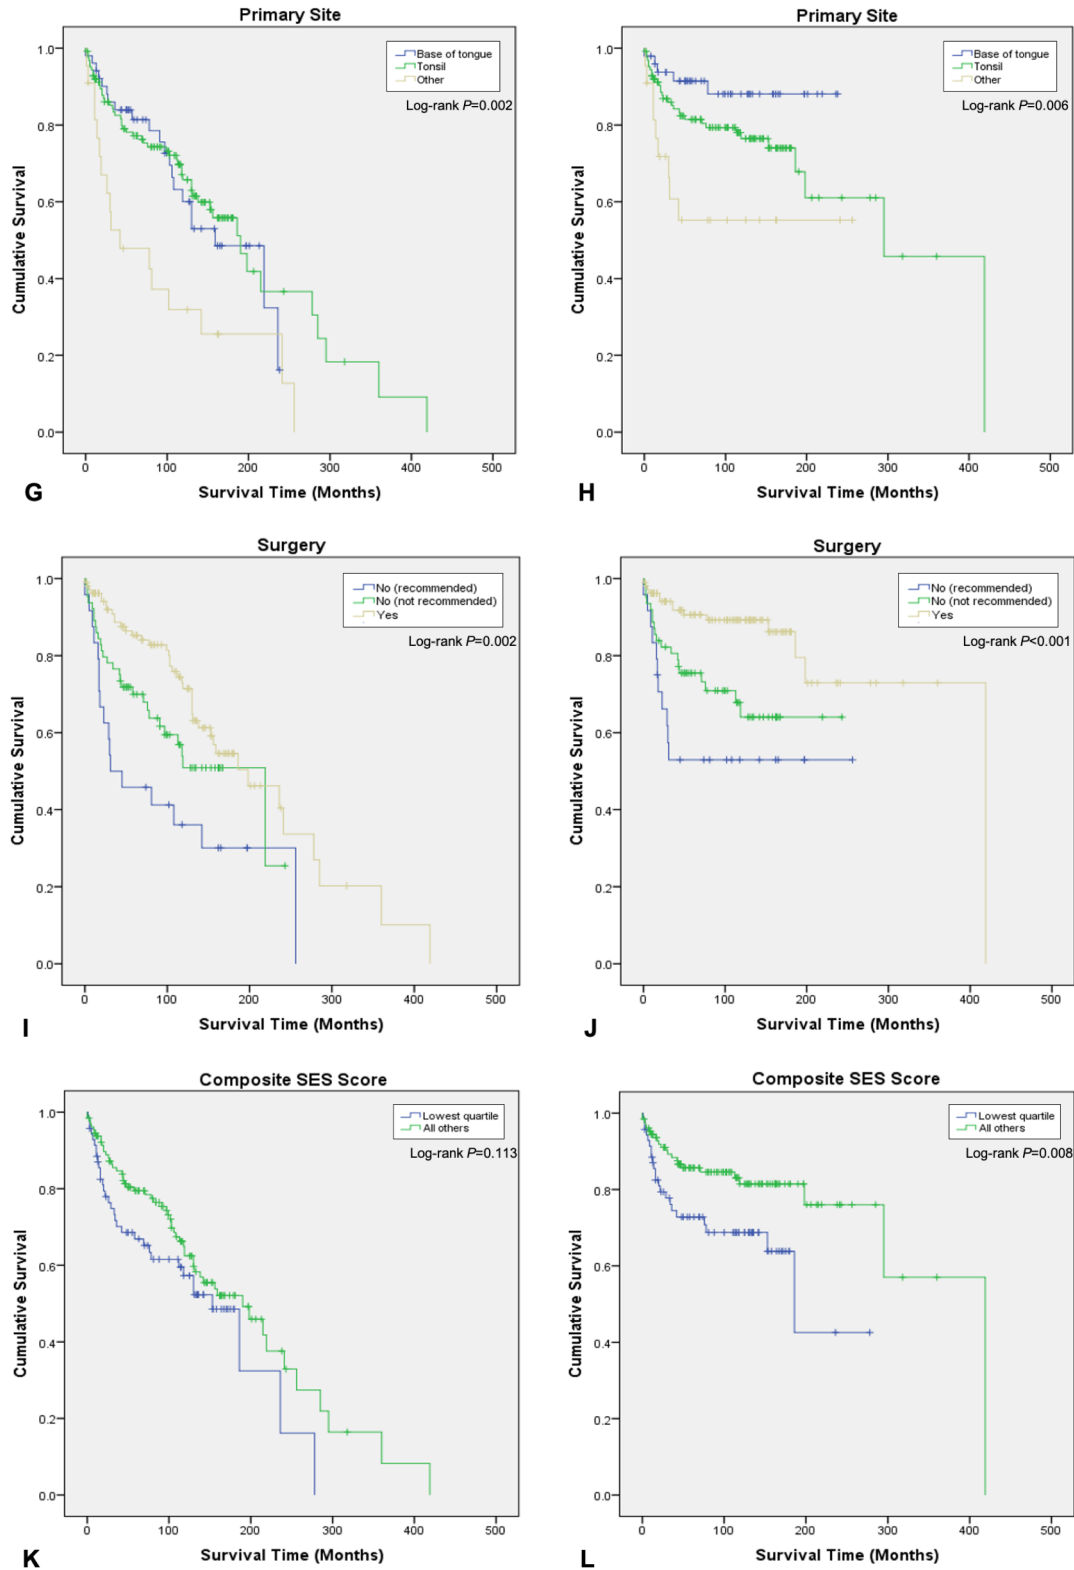 Primary Site
1.0
0.8
0.6
0.4
0.2
0.0
Cumulative Survival
Base of tongue
Tonsil
Other
Log-rank P=0.002
0 100 200 300 400 500
Survival Time (Months)
G
Primary Site
1.0
0.8
0.6
0.4
0.2
0.0
Cumulative Survival
Base of tongue
Tonsil
Other
Log-rank P=0.006
0 100 200 300 400 500
Survival Time (Months)
H
Surgery
1.0
0.8
0.6
0.4
0.2
0.0
Cumulative Survival
No (recommended)
No (not recommended)
Yes
Log-rank P=0.002
0 100 200 300 400 500
Survival Time (Months)
I
Surgery
1.0
0.8
0.6
0.4
0.2
0.0
Cumulative Survival
No (recommended)
No (not recommended)
Yes
Log-rank P<0.001
0 100 200 300 400 500
Survival Time (Months)
J
Composite SES Score
1.0
0.8
0.6
0.4
0.2
0.0
Cumulative Survival
Lowest quartile
All others
Log-rank P=0.113
0 100 200 300 400 500
Survival Time (Months)
K
Composite SES Score
1.0
0.8
0.6
0.4
0.2
0.0
Cumulative Survival
Lowest quartile
All others
Log-rank P=0.008
0 100 200 300 400 500
Survival Time (Months)
L